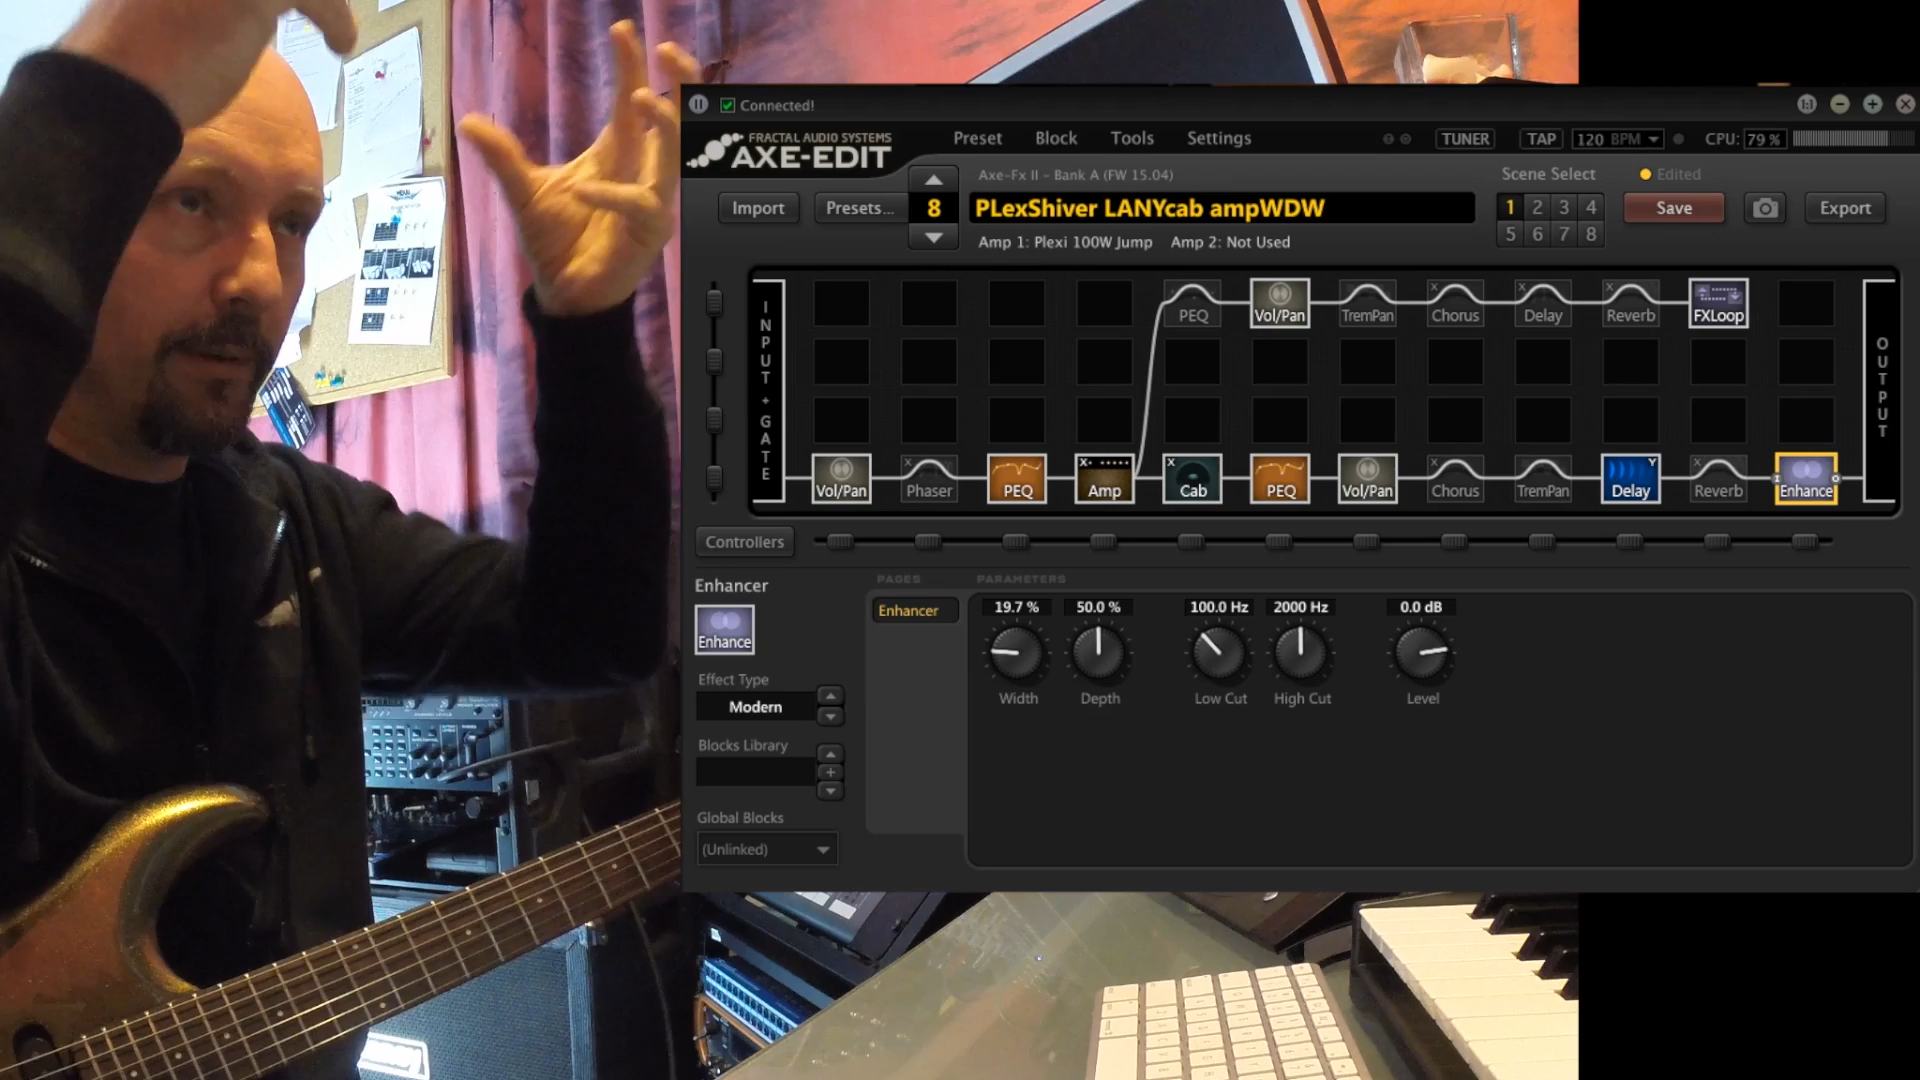 Connected!
FRACTAL AUDIO SYSTEMS
AXE-EDIT
Preset Block Tools Settings
TUNER TAP 120 BPM CPU: 79 %
Import Presets... 8
Axe-Fx II - Bank A (FW 15.04)
PLexShiver LANYcab ampWDW
Amp 1: Plexi 100W Jump Amp 2: Not Used
Scene Select
1 2 3 4
5 6 7 8
Edited
Save Export
INPUT + GATE
PEQ Vol/Pan TremPan Chorus Delay Reverb FXLoop
X X X X
Vol/Pan Phaser PEQ Amp Cab PEQ Vol/Pan Chorus TremPan Delay Reverb Enhance
OUTPUT
Controllers
Enhancer
Enhance
Effect Type
Modern
Blocks Library
Global Blocks
(Unlinked)
PAGES
Enhancer
PARAMETERS
19.7 % 50.0 % 100.0 Hz 2000 Hz 0.0 dB
Width Depth Low Cut High Cut Level